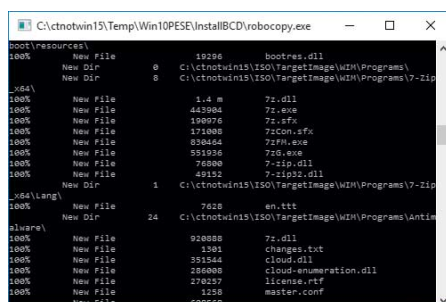 C:\ctnotwin15\Temp\Win10PESE\InstallBCD\robocopy.exe
boot\resources\
100% New File 19296 bootres.dll
New Dir 0 C:\ctnotwin15\ISO\TargetImage\WIM\Programs\
New Dir 8 C:\ctnotwin15\ISO\TargetImage\WIM\Programs\7-Zip
_x64\
100% New File 1.4 m 7z.dll
100% New File 443904 7z.exe
100% New File 190976 7z.sfx
100% New File 171008 7zCon.sfx
100% New File 830464 7zFM.exe
100% New File 551936 7zG.exe
100% New File 76800 7-zip.dll
100% New File 49152 7-zip32.dll
New Dir 1 C:\ctnotwin15\ISO\TargetImage\WIM\Programs\7-Zip
_x64\Lang\
100% New File 7628 en.ttt
New Dir 24 C:\ctnotwin15\ISO\TargetImage\WIM\Programs\Antim
alware\
100% New File 920888 7z.dll
100% New File 1301 changes.txt
100% New File 351544 cloud.dll
100% New File 286008 cloud-enumeration.dll
100% New File 270257 license.rtf
100% New File 1258 master.conf